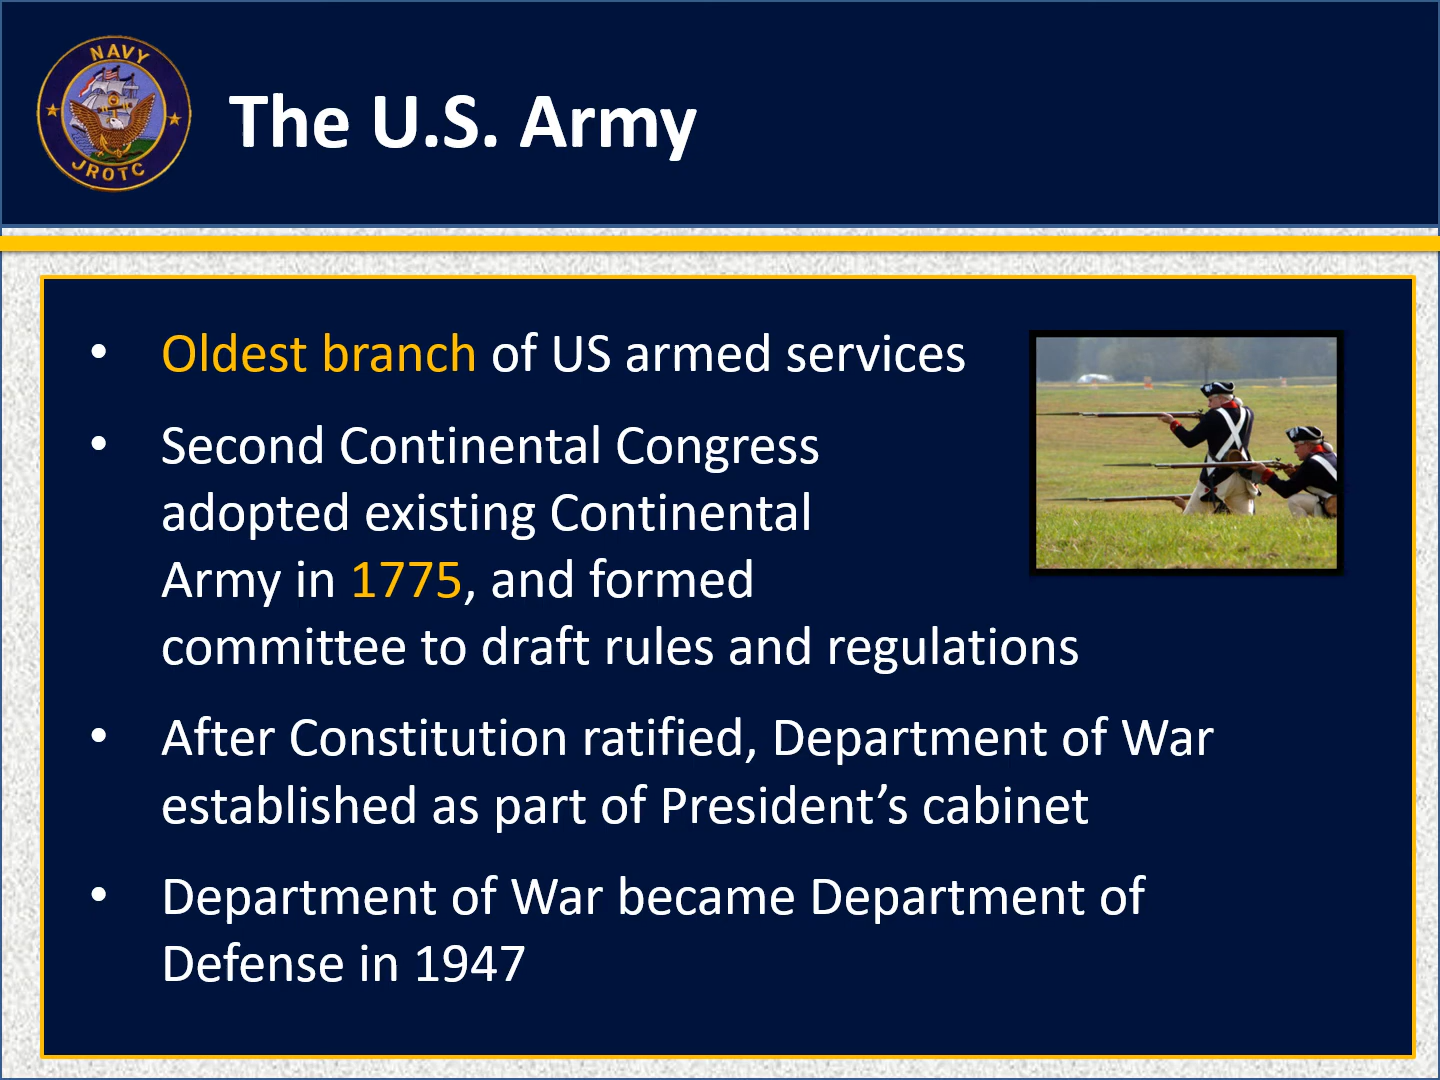 NAVY
JROTC
The U.S. Army
• Oldest branch of US armed services
• Second Continental Congress
adopted existing Continental
Army in 1775, and formed
committee to draft rules and regulations
• After Constitution ratified, Department of War
established as part of President’s cabinet
• Department of War became Department of
Defense in 1947